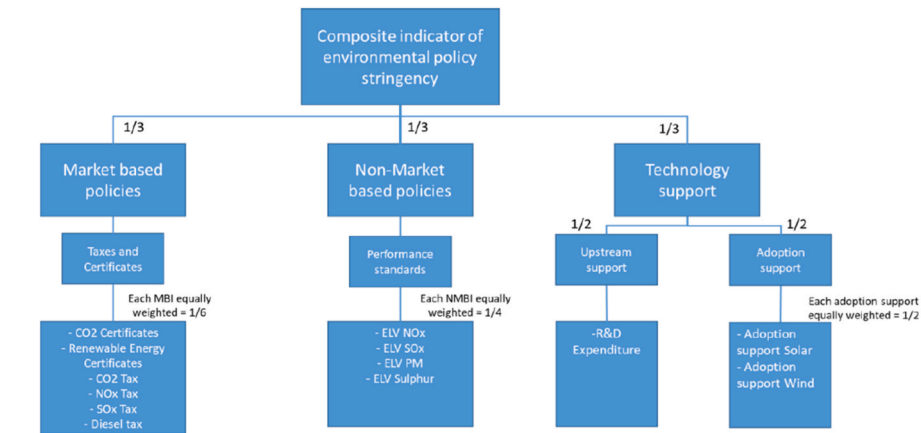 Composite indicator of
environmental policy
stringency
1/3
1/3
1/3
Market based
policies
Non-Market
based policies
Technology
support
1/2
1/2
Taxes and
Certificates
Performance
standards
Upstream
support
Adoption
support
Each MBI equally
weighted = 1/6
Each NMBI equally
weighted = 1/4
Each adoption support
equally weighted = 1/2
- CO2 Certificates
- Renewable Energy
Certificates
- CO2 Tax
- NOx Tax
- SOx Tax
- Diesel tax
- ELV NOx
- ELV SOx
- ELV PM
- ELV Sulphur
-R&D
Expenditure
- Adoption
support Solar
- Adoption
support Wind